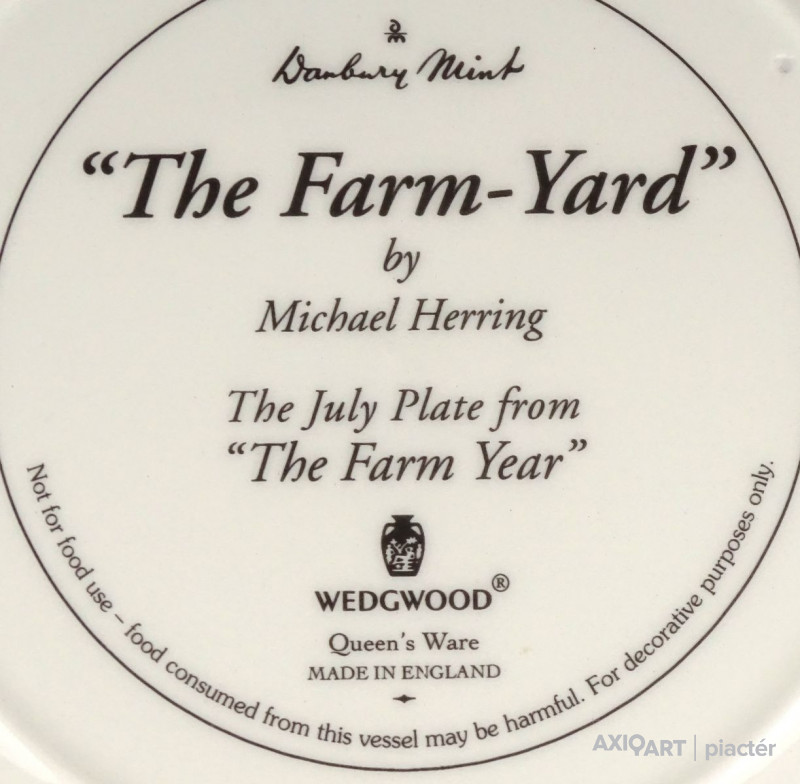 Danbury Mint
“The Farm-Yard”
by
Michael Herring
The July Plate from
“The Farm Year”
WEDGWOOD®
Queen's Ware
MADE IN ENGLAND
Not for food use – food consumed from this vessel may be harmful. For decorative purposes only.
AXIOART | piactér